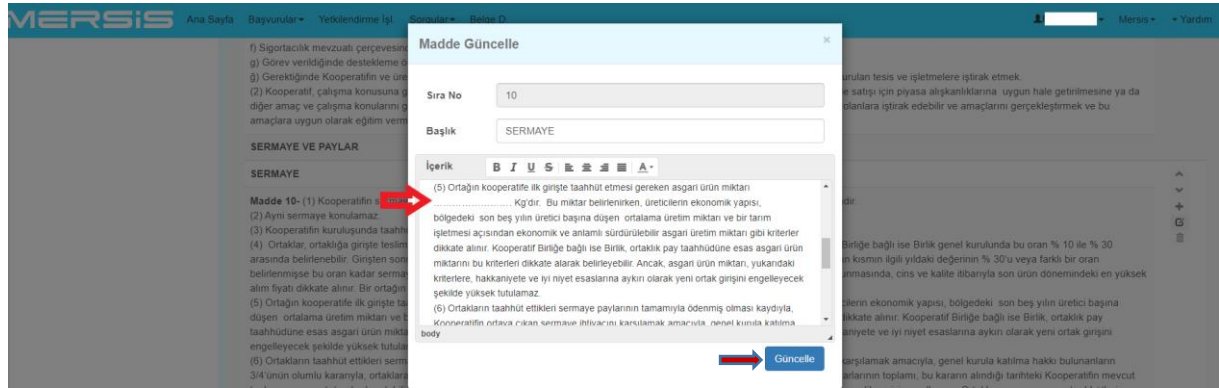 MERSİS Ana Sayfa Başvurular Yetkilendirme İşl. Sorgular Belge D Mersis Yardım
f) Sigortacılık mevzuatı çerçevesinde
g) Görev verildiğinde destekleme
ğ) Gerektiğinde Kooperatifin ve üre kurulan tesis ve işletmelere iştirak etmek.
(2) Kooperatif, çalışma konusuna g e satışı için piyasa alışkanlıklarına uygun hale getirilmesine ya da
diğer amaç ve çalışma konularını g olanlara iştirak edebilir ve amaçlarını gerçekleştirmek ve bu
amaçlara uygun olarak eğitim verm
SERMAYE VE PAYLAR
SERMAYE
Madde 10- (1) Kooperatifin sermay dır.
(2) Ayni sermaye konulamaz.
(3) Kooperatifin kuruluşunda taahh
(4) Ortaklar, ortaklığa girişte teslim Birliğe bağlı ise Birlik genel kurulunda bu oran % 10 ile % 30
arasında belirlenebilir. Girişten son n kısmın ilgili yıldaki değerinin % 30'u veya farklı bir oran
belirlenmişse bu oran kadar sermay unmasında, cins ve kalite itibarıyla son ürün dönemindeki en yüksek
alım fiyatı dikkate alınır. Bir ortağın
(5) Ortağın kooperatife ilk girişte ta cilerin ekonomik yapısı, bölgedeki son beş yılın üretici başına
düşen ortalama üretim miktarı ve b dikkate alınır. Kooperatif Birliğe bağlı ise Birlik, ortaklık pay
taahhüdüne esas asgari ürün mikta aniyete ve iyi niyet esaslarına aykırı olarak yeni ortak girişini
engelleyecek şekilde yüksek tutula
(6) Ortakların taahhüt ettikleri serm karşılamak amacıyla, genel kurula katılma hakkı bulunanların
3/4'ünün olumlu kararıyla, ortaklara arlarının toplamı, bu kararın alındığı tarihteki Kooperatifin mevcut
Madde Güncelle ×
Sıra No 10
Başlık SERMAYE
İçerik B I U S A
(5) Ortağın kooperatife ilk girişte taahhüt etmesi gereken asgari ürün miktarı
........................ Kg'dır. Bu miktar belirlenirken, üreticilerin ekonomik yapısı,
bölgedeki son beş yılın üretici başına düşen ortalama üretim miktarı ve bir tarım
işletmesi açısından ekonomik ve anlamlı sürdürülebilir asgari üretim miktarı gibi kriterler
dikkate alınır. Kooperatif Birliğe bağlı ise Birlik, ortaklık pay taahhüdüne esas asgari ürün
miktarını bu kriterleri dikkate alarak belirleyebilir. Ancak, asgari ürün miktarı, yukarıdaki
kriterlere, hakkaniyete ve iyi niyet esaslarına aykırı olarak yeni ortak girişini engelleyecek
şekilde yüksek tutulamaz.
(6) Ortakların taahhüt ettikleri sermaye paylarının tamamıyla ödenmiş olması kaydıyla,
Kooperatifin ortaya çıkan sermaye ihtiyacını karşılamak amacıyla, genel kurula katılma
body
Güncelle